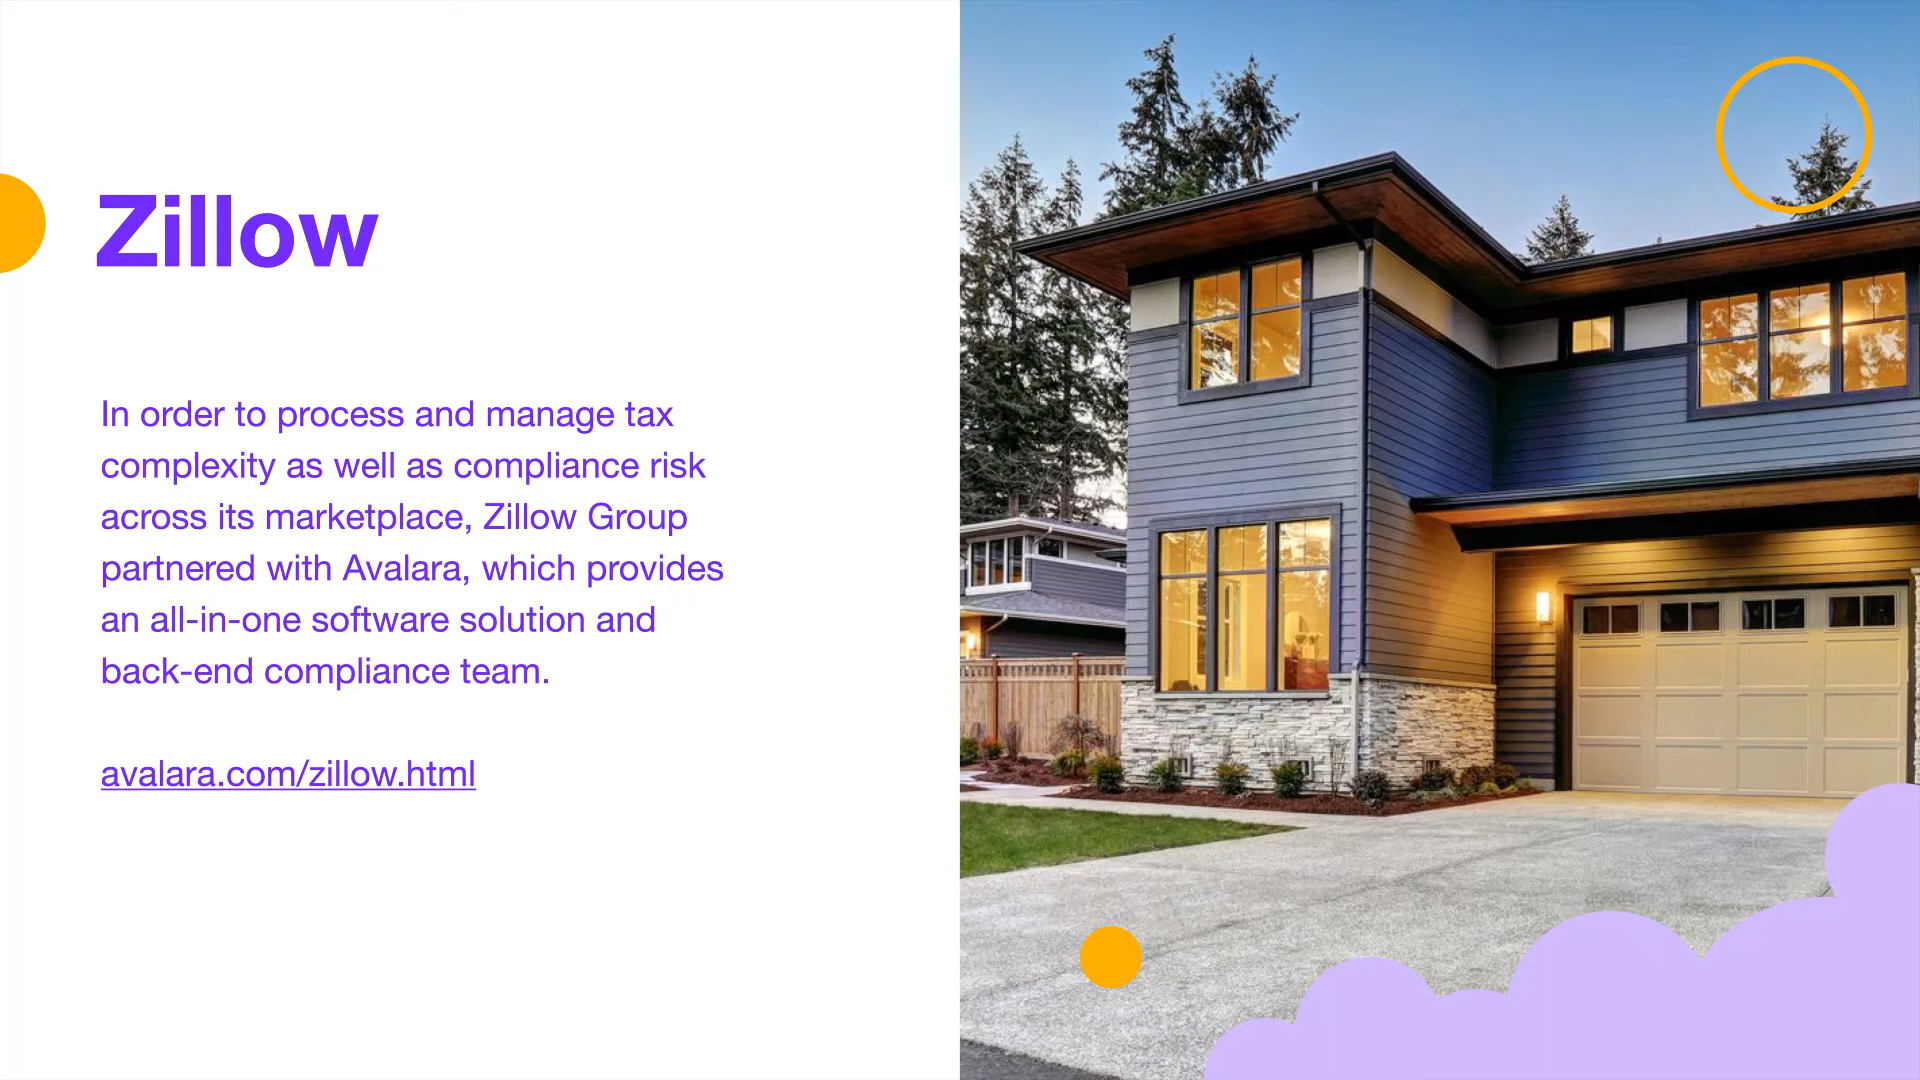 Zillow
In order to process and manage tax
complexity as well as compliance risk
across its marketplace, Zillow Group
partnered with Avalara, which provides
an all-in-one software solution and
back-end compliance team.
avalara.com/zillow.html